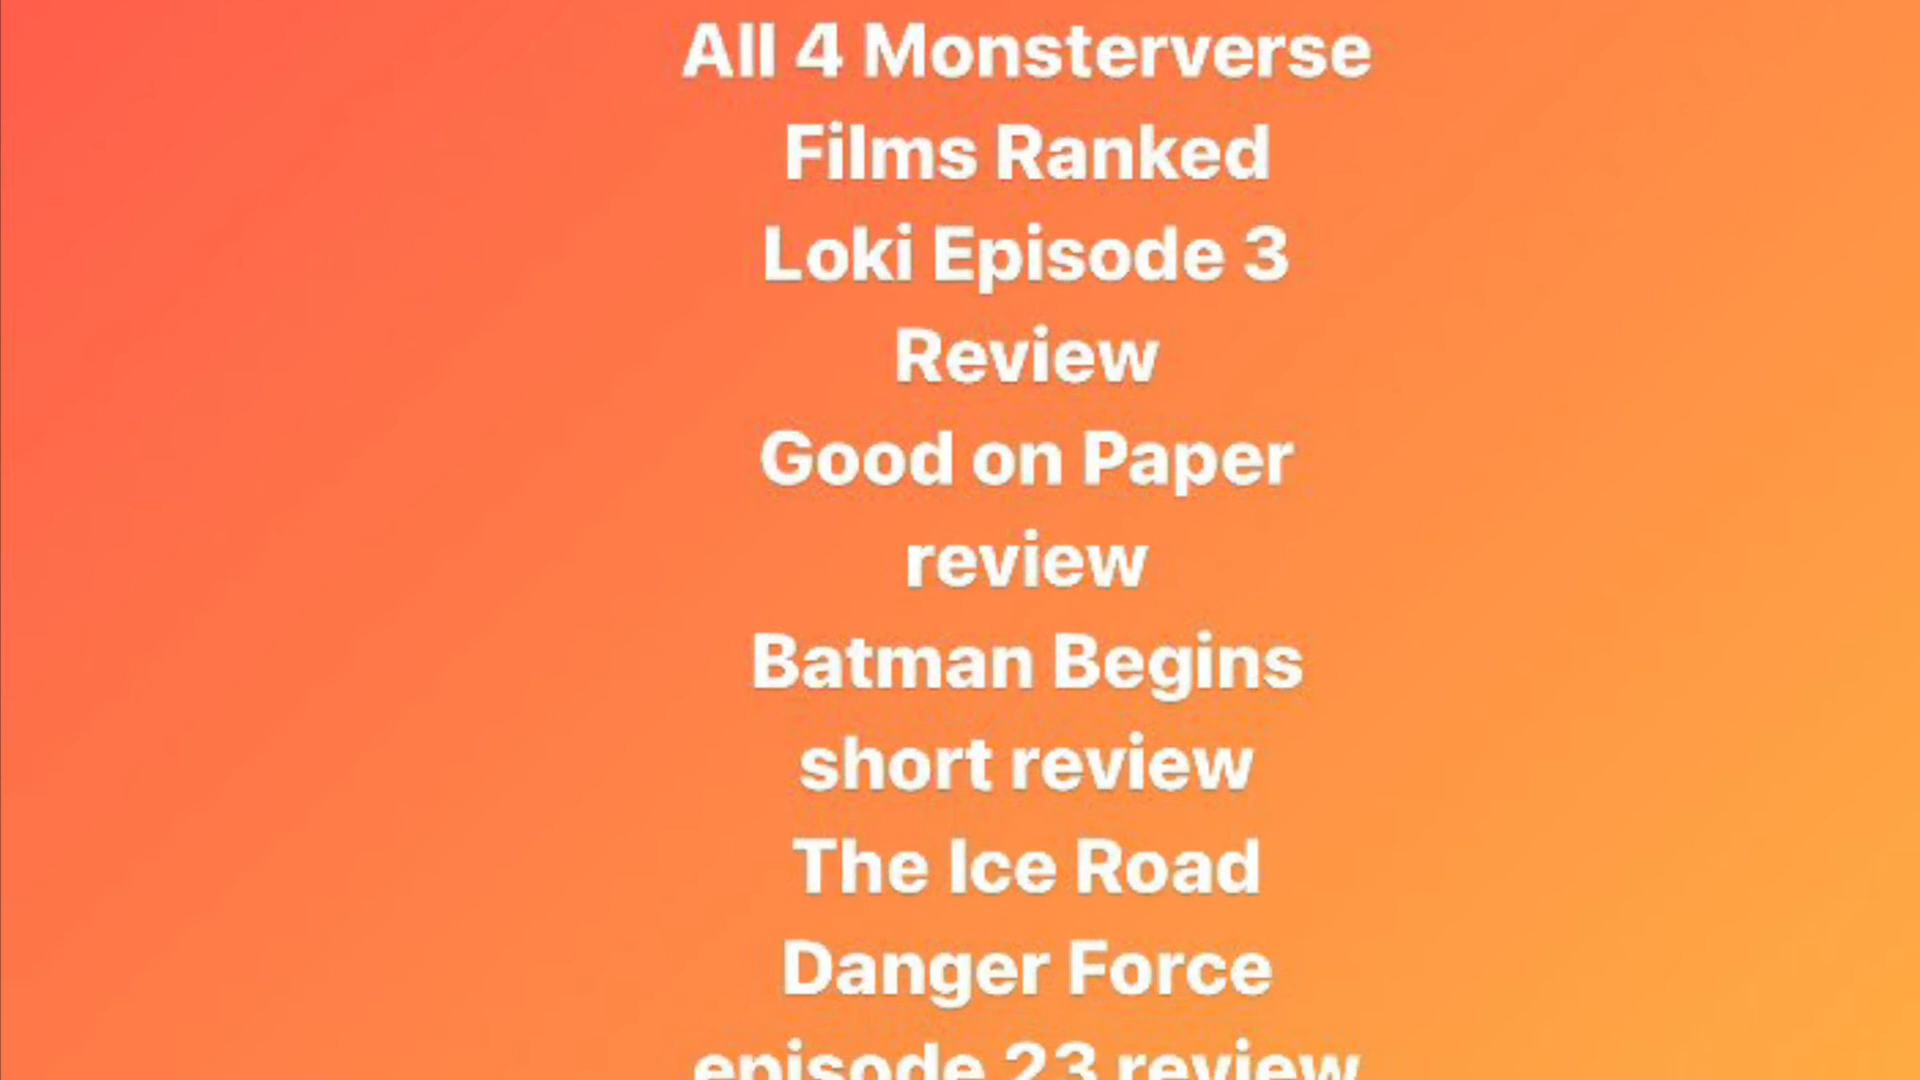 All 4 Monsterverse
Films Ranked
Loki Episode 3
Review
Good on Paper
review
Batman Begins
short review
The Ice Road
Danger Force
episode 23 review